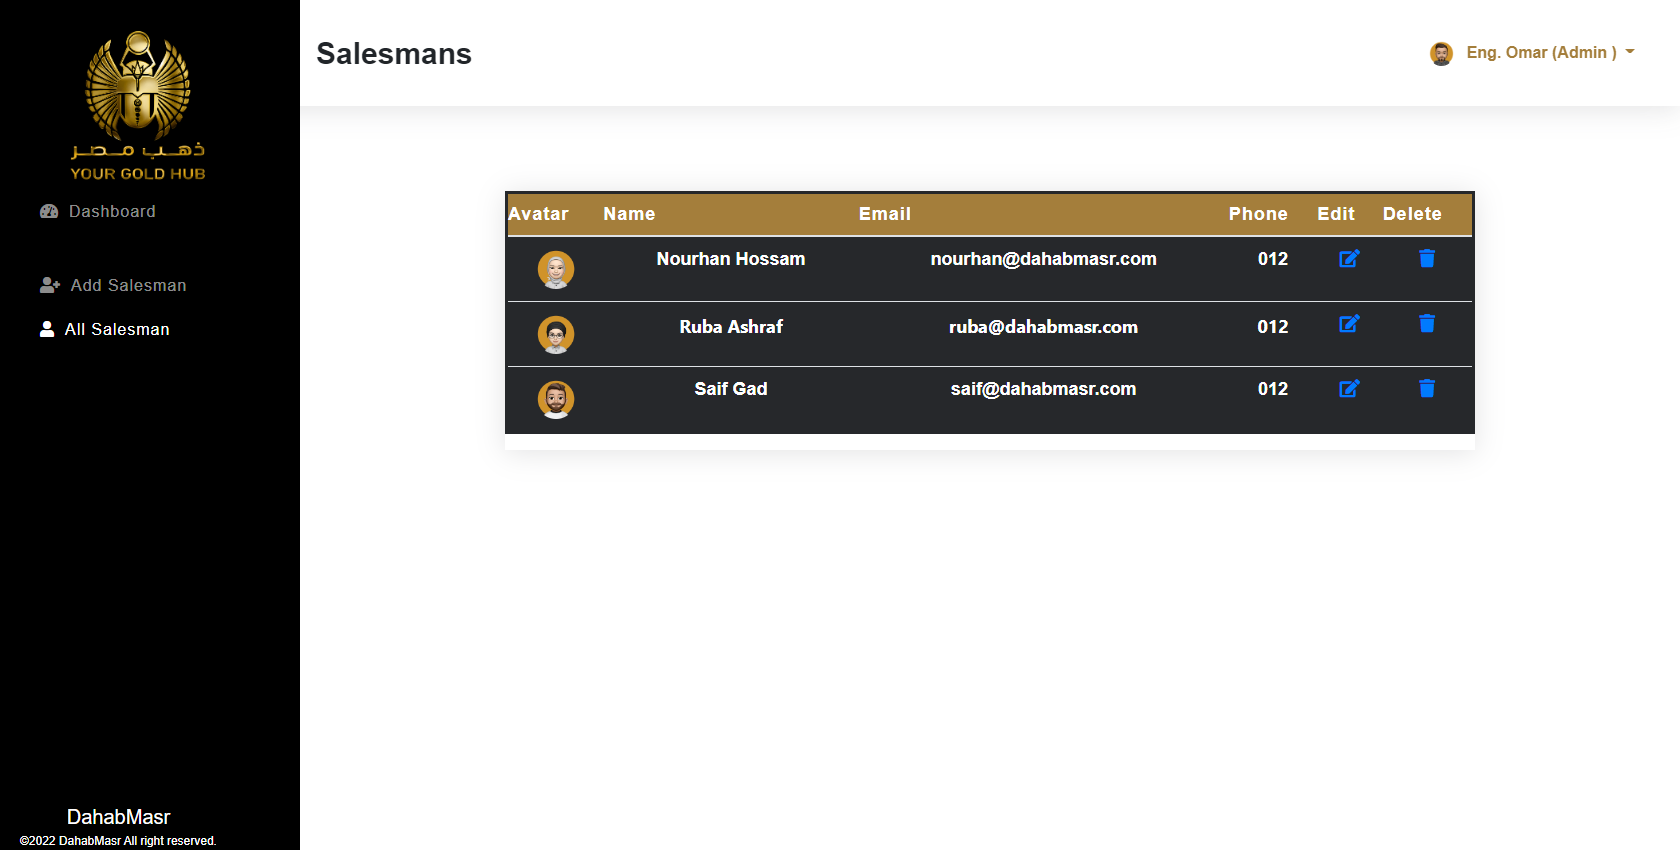 ذهب مصر
YOUR GOLD HUB
Dashboard
Add Salesman
All Salesman
DahabMasr
©2022 DahabMasr All right reserved.
Salesmans
Eng. Omar (Admin )
Avatar Name Email Phone Edit Delete
Nourhan Hossam nourhan@dahabmasr.com 012
Ruba Ashraf ruba@dahabmasr.com 012
Saif Gad saif@dahabmasr.com 012